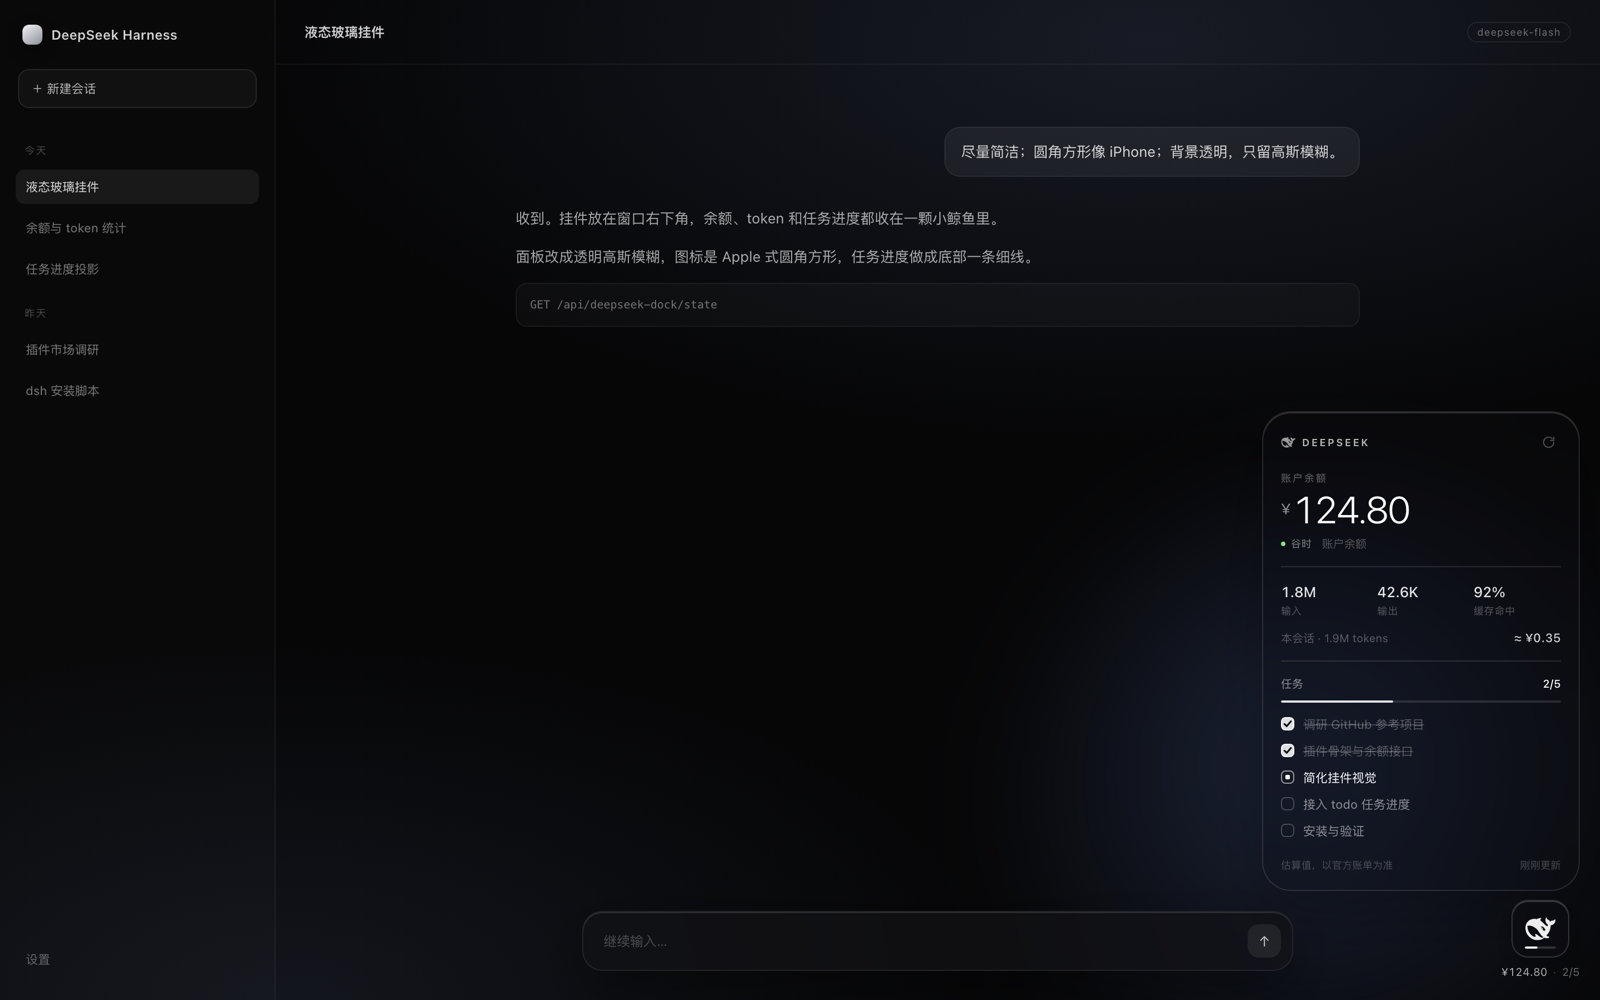 DeepSeek Harness
+ 新建会话
今天
液态玻璃挂件
余额与 token 统计
任务进度投影
昨天
插件市场调研
dsh 安装脚本
设置
液态玻璃挂件
deepseek-flash
尽量简洁；圆角方形像 iPhone；背景透明，只留高斯模糊。
收到。挂件放在窗口右下角，余额、token 和任务进度都收在一颗小鲸鱼里。
面板改成透明高斯模糊，图标是 Apple 式圆角方形，任务进度做成底部一条细线。
GET /api/deepseek-dock/state
DEEPSEEK
账户余额
¥124.80
谷时 账户余额
1.8M 42.6K 92%
输入 输出 缓存命中
本会话 · 1.9M tokens ≈ ¥0.35
任务 2/5
调研 GitHub 参考项目
插件骨架与余额接口
简化挂件视觉
接入 todo 任务进度
安装与验证
估算值，以官方账单为准 刚刚更新
继续输入...
¥124.80 · 2/5